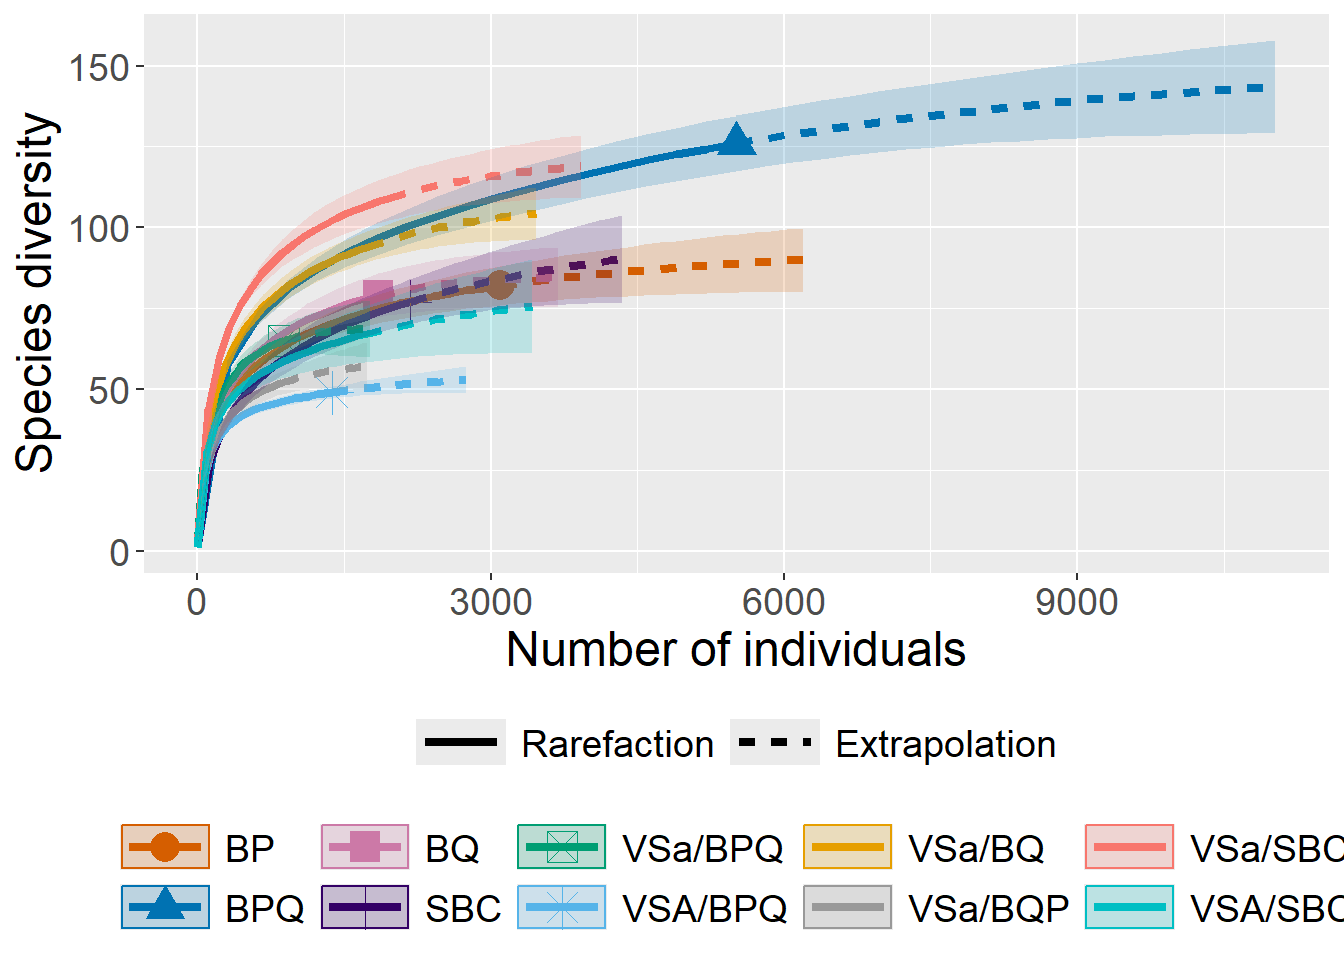 150
100
50
0
Species diversity
0 3000 6000 9000
Number of individuals
Rarefaction Extrapolation
BP BQ VSa/BPQ VSa/BQ VSa/SBC
BPQ SBC VSA/BPQ VSa/BQP VSA/SBC